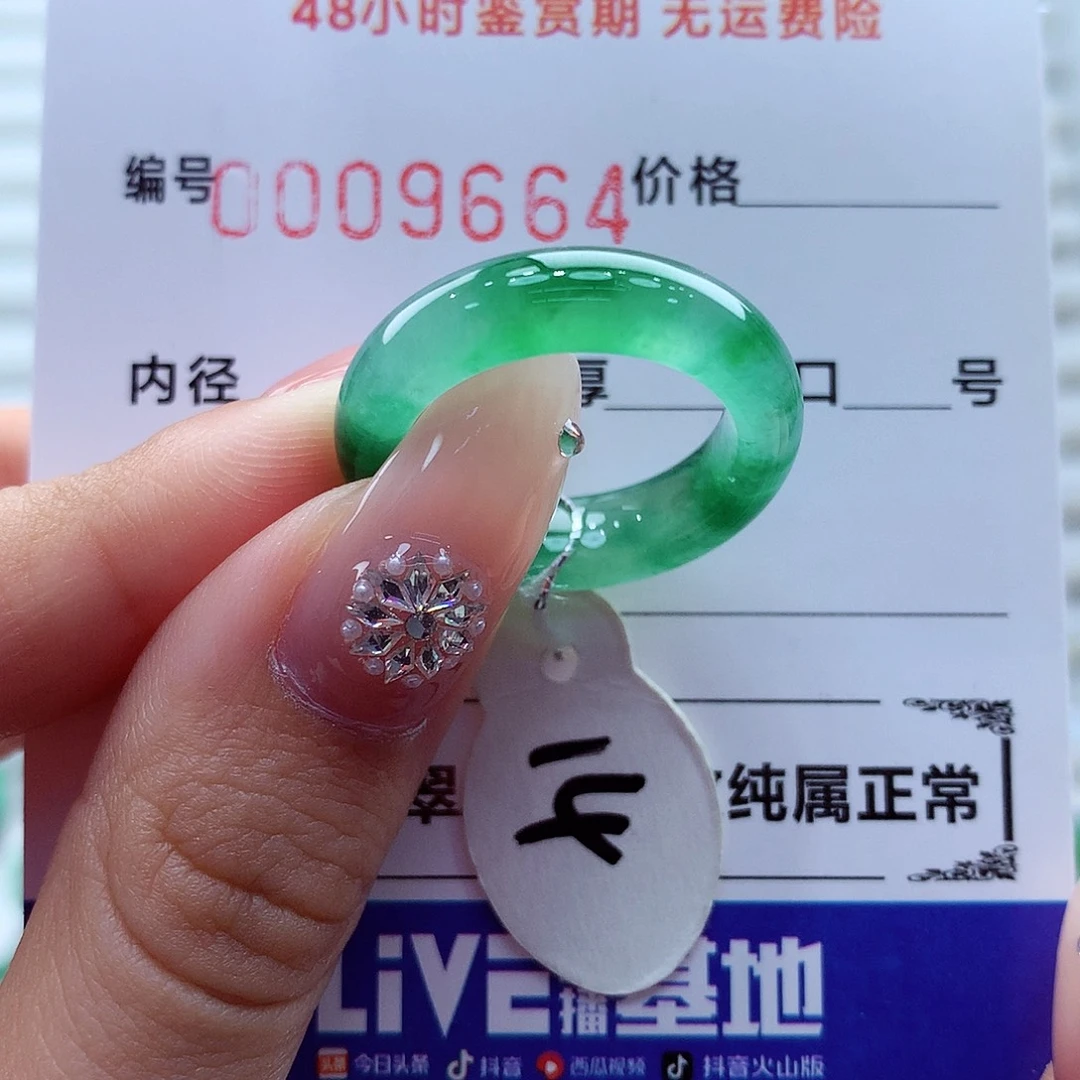 48小时鉴赏期 无运费险
编号0009664价格
内径 厚 口 号
翠 纯属正常
LiVE播基地
今日头条 抖音 西瓜视频 抖音火山版